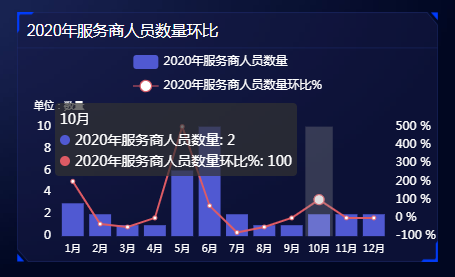 2020年服务商人员数量环比
2020年服务商人员数量
2020年服务商人员数量环比%
单位：数量
10月
2020年服务商人员数量: 2
2020年服务商人员数量环比%: 100
10 500 %
8 400 %
6 300 %
200 %
4 100 %
2 0 %
0 -100 %
1月 2月 3月 4月 5月 6月 7月 8月 9月 10月 11月 12月